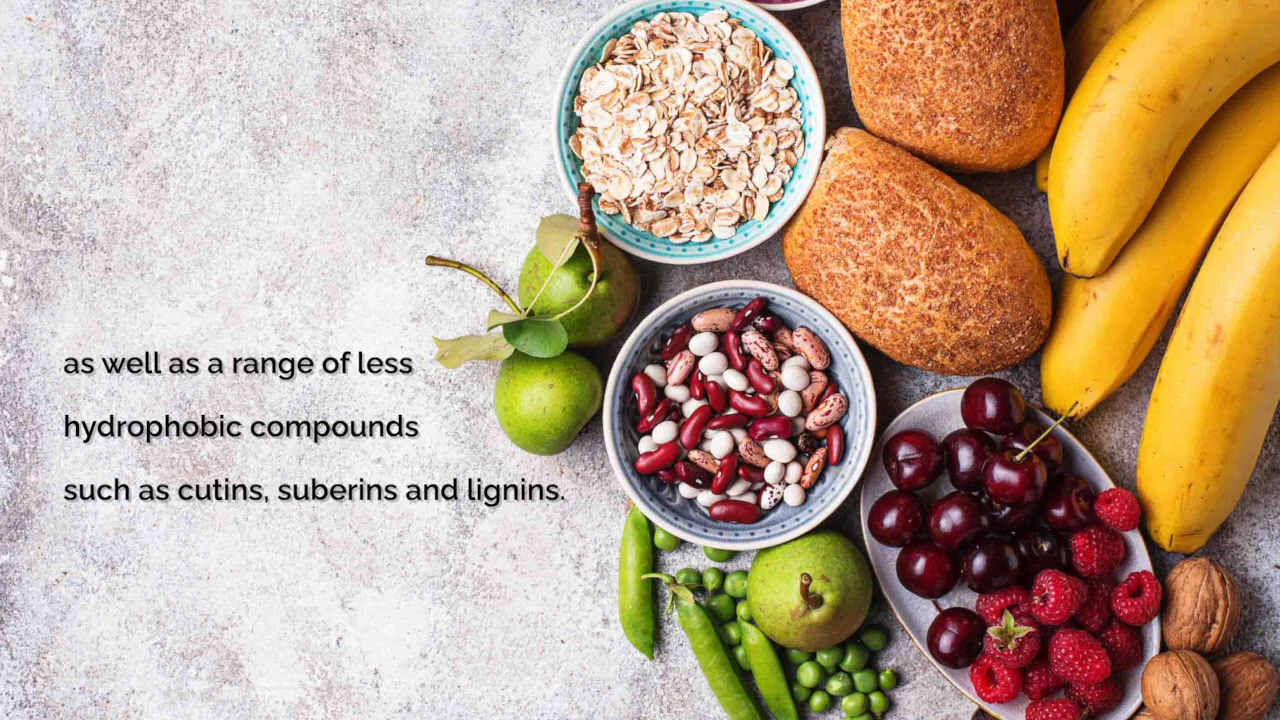 as well as a range of less
hydrophobic compounds
such as cutins, suberins and lignins.